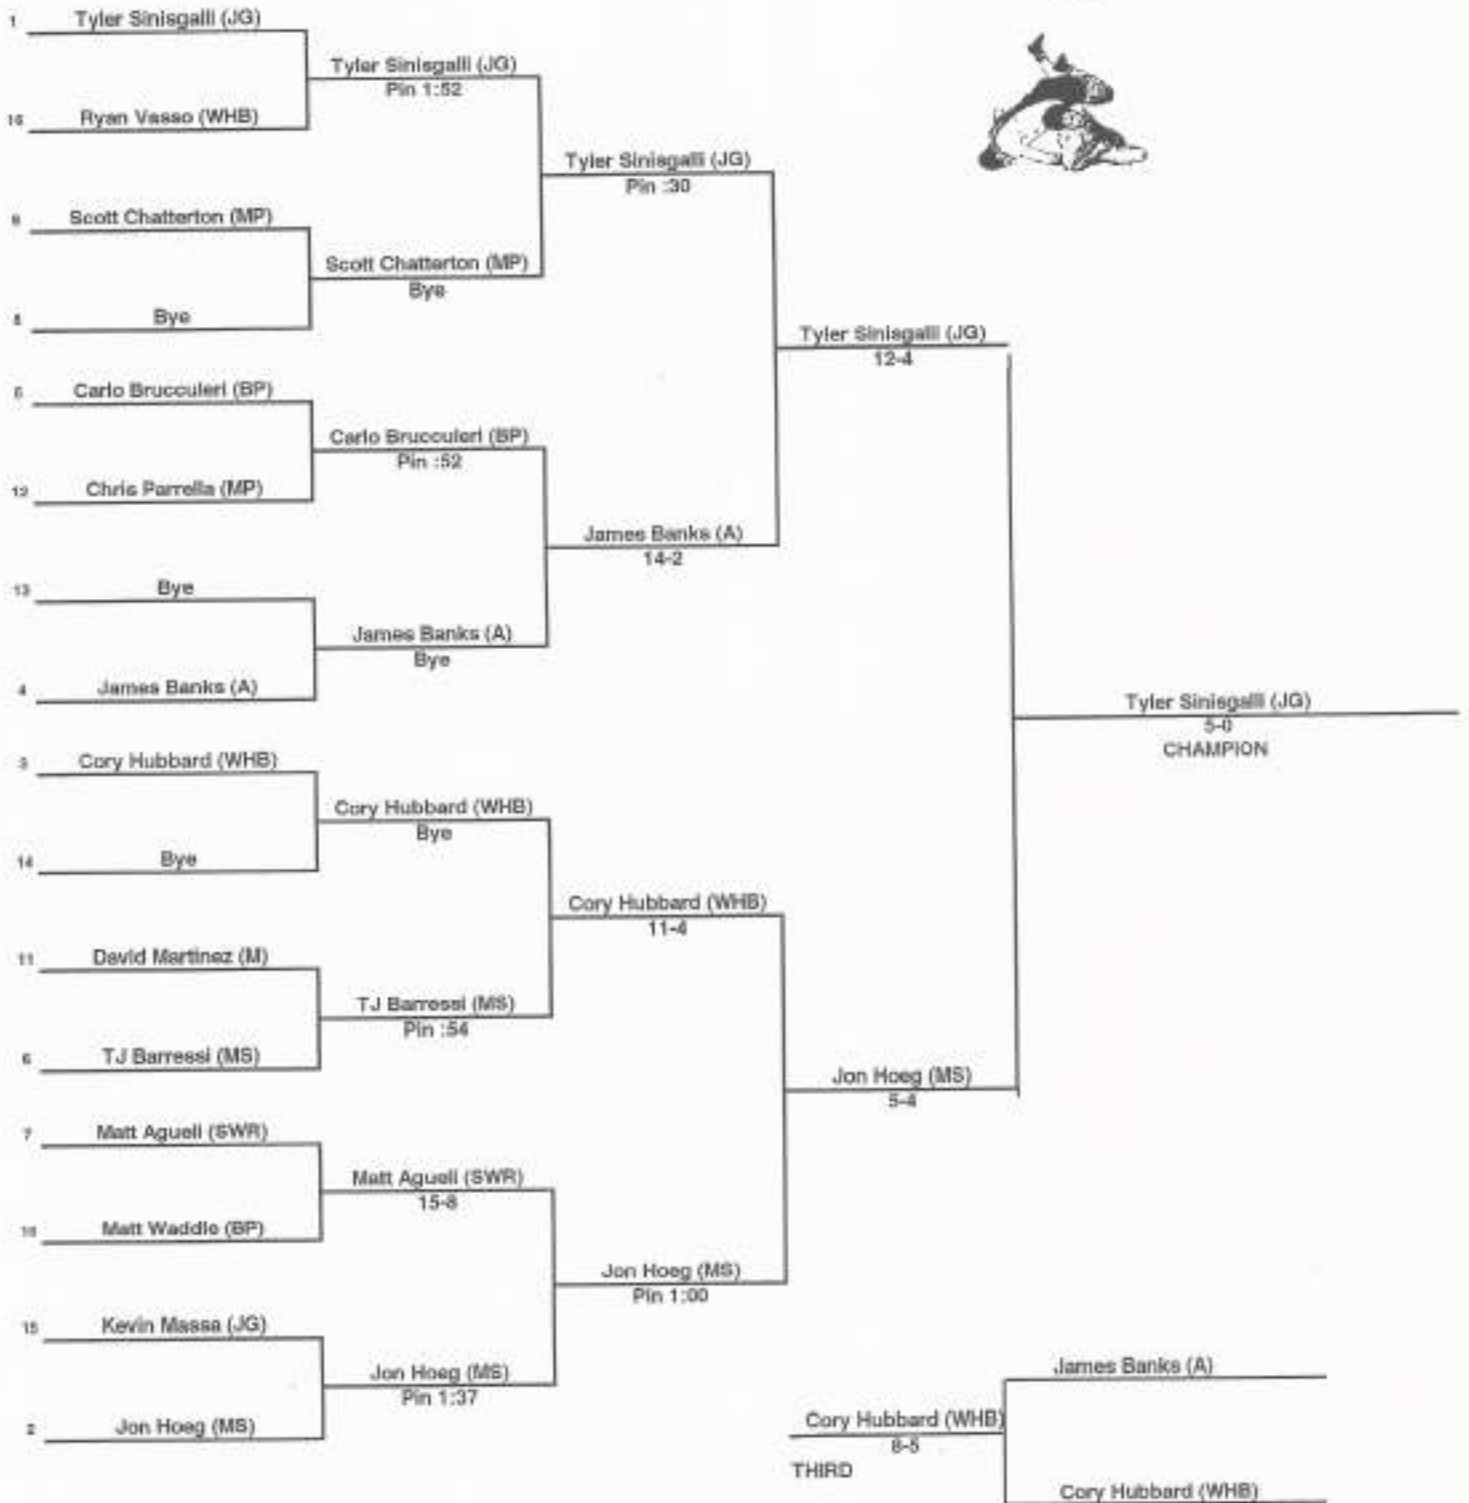 1 Tyler Sinisgalli (JG)
Tyler Sinisgalli (JG)
Pin 1:52
16 Ryan Vasso (WHB)
Tyler Sinisgalli (JG)
Pin :30
9 Scott Chatterton (MP)
Scott Chatterton (MP)
Bye
8 Bye
Tyler Sinisgalli (JG)
12-4
5 Carlo Brucculeri (BP)
Carlo Brucculeri (BP)
Pin :52
12 Chris Parrella (MP)
James Banks (A)
14-2
13 Bye
James Banks (A)
Bye
4 James Banks (A)
Tyler Sinisgalli (JG)
5-0
CHAMPION
3 Cory Hubbard (WHB)
Cory Hubbard (WHB)
Bye
14 Bye
Cory Hubbard (WHB)
11-4
11 David Martinez (M)
TJ Barressi (MS)
Pin :54
6 TJ Barressi (MS)
Jon Hoeg (MS)
5-4
7 Matt Agueli (SWR)
Matt Agueli (SWR)
15-8
10 Matt Waddle (BP)
Jon Hoeg (MS)
Pin 1:00
15 Kevin Massa (JG)
Jon Hoeg (MS)
Pin 1:37
2 Jon Hoeg (MS)
James Banks (A)
Cory Hubbard (WHB)
8-5
THIRD
Cory Hubbard (WHB)